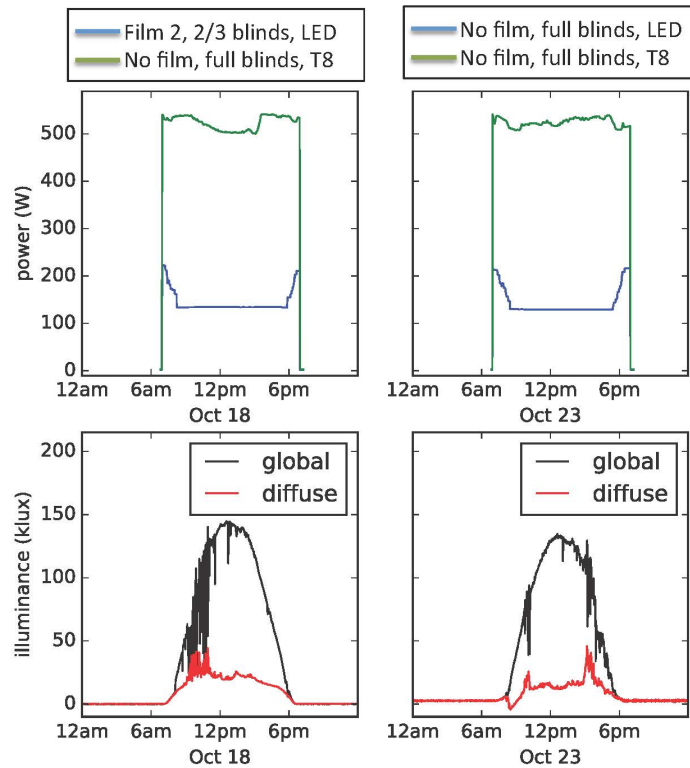 Film 2, 2/3 blinds, LED
No film, full blinds, T8
No film, full blinds, LED
No film, full blinds, T8
power (W)
500
400
300
200
100
0
12am 6am 12pm 6pm
Oct 18
12am 6am 12pm 6pm
Oct 23
illuminance (klux)
200
150
100
50
0
global
diffuse
global
diffuse
12am 6am 12pm 6pm
Oct 18
12am 6am 12pm 6pm
Oct 23